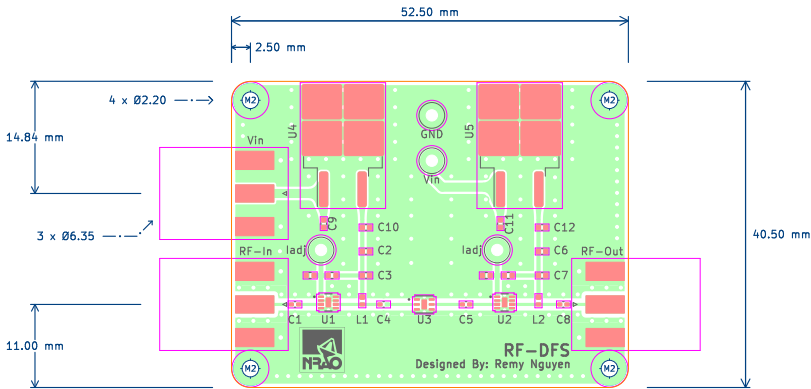 52.50 mm
2.50 mm
4 x Ø2.20
M2
M2
U4
U5
GND
14.84 mm
Vin
Vin
3 x Ø6.35
C9
C10
C11
C12
40.50 mm
RF-In
Iadj
C2
Iadj
C6
RF-Out
C3
C7
C1
U1
L1
C4
U3
C5
U2
L2
C8
11.00 mm
NRAO
RF-DFS
Designed By: Remy Nguyen
M2
M2